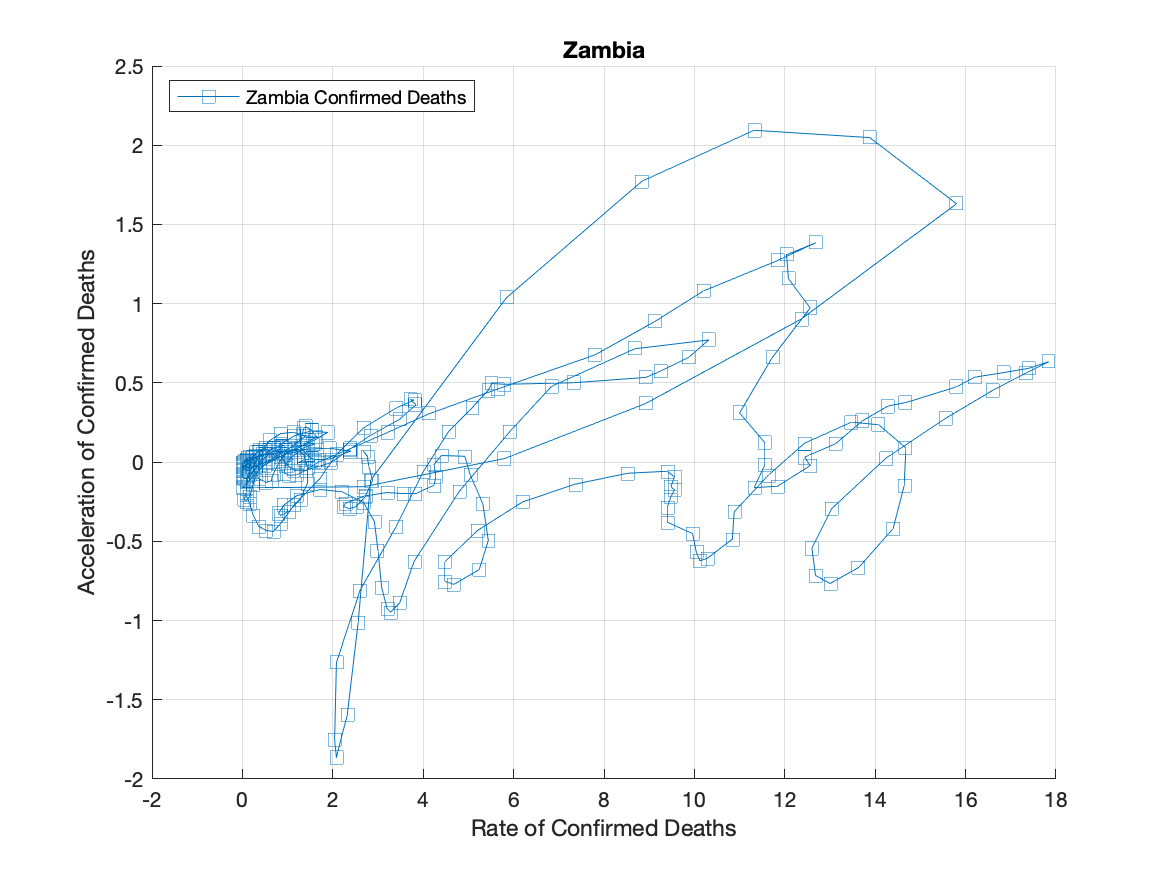 Zambia
Zambia Confirmed Deaths
2.5
2
1.5
1
0.5
0
-0.5
-1
-1.5
-2
Acceleration of Confirmed Deaths
-2 0 2 4 6 8 10 12 14 16 18
Rate of Confirmed Deaths